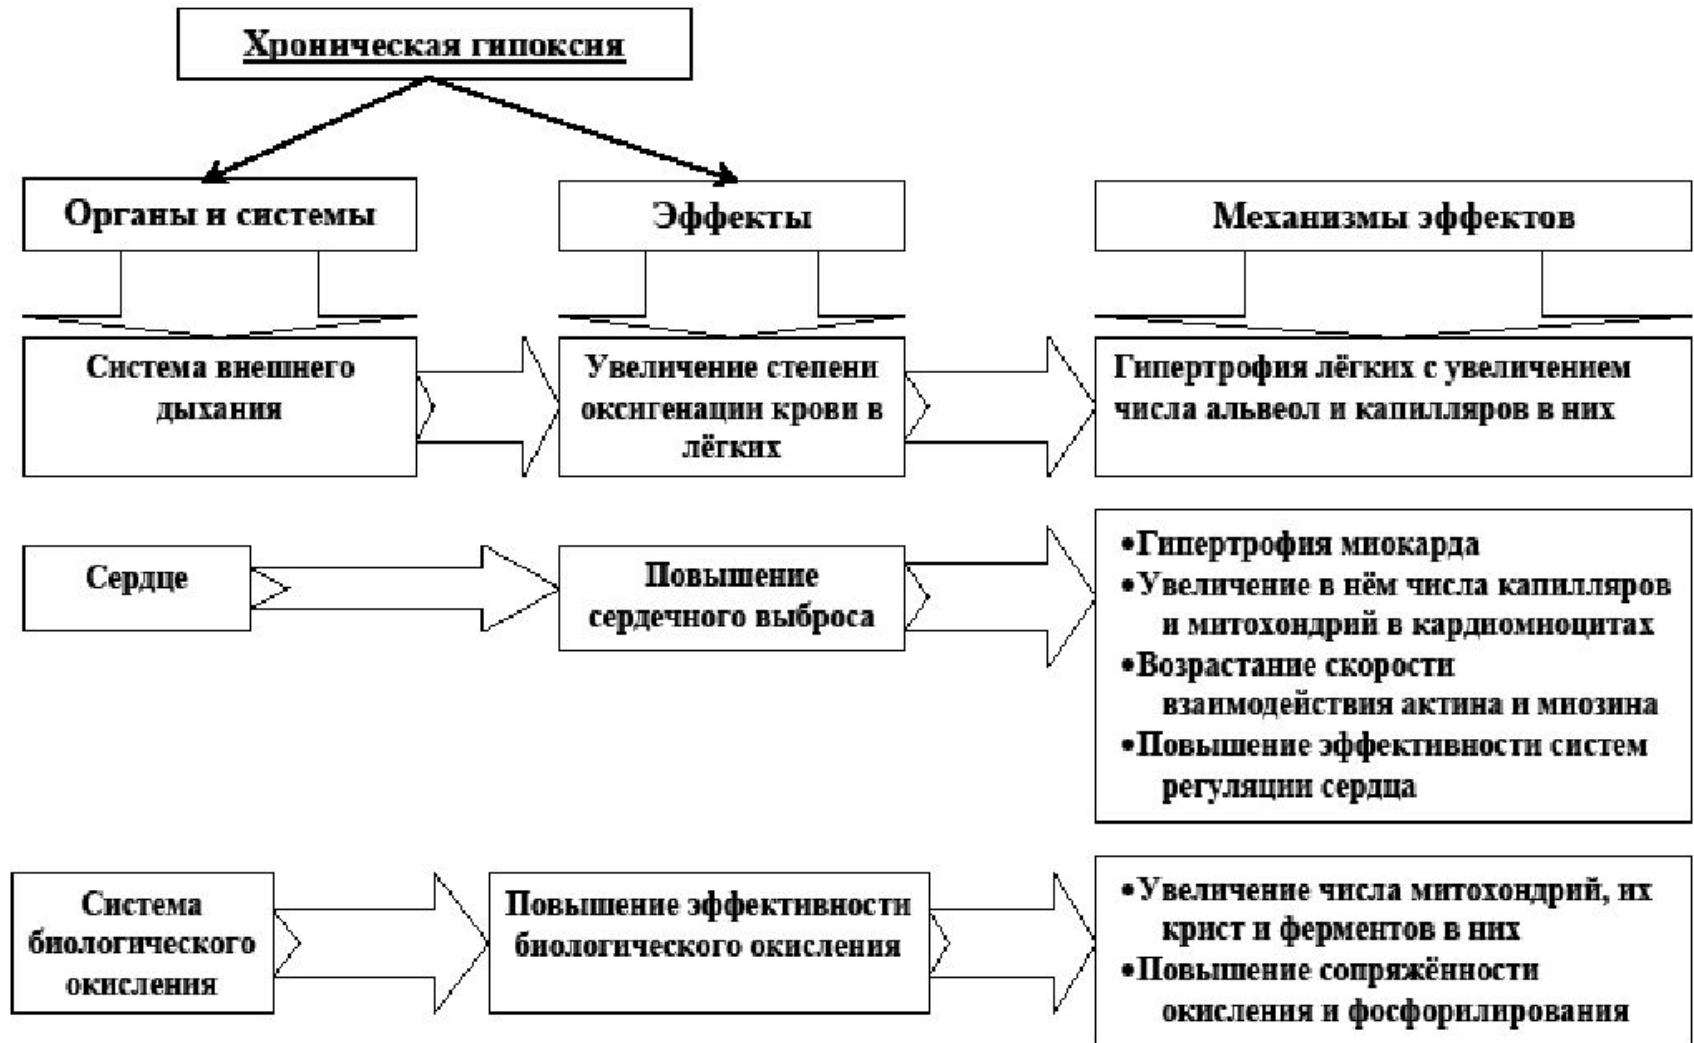 Хроническая гипоксия
Органы и системы
Эффекты
Механизмы эффектов
Система внешнего
дыхания
Увеличение степени
оксигенации крови в
лёгких
Гипертрофия лёгких с увеличением
числа альвеол и капилляров в них
Сердце
Повышение
сердечного выброса
•Гипертрофия миокарда
•Увеличение в нём числа капилляров
и митохондрий в кардиомиоцитах
•Возрастание скорости
взаимодействия актина и миозина
•Повышение эффективности систем
регуляции сердца
Система
биологического
окисления
Повышение эффективности
биологического окисления
•Увеличение числа митохондрий, их
крист и ферментов в них
•Повышение сопряжённости
окисления и фосфорилирования